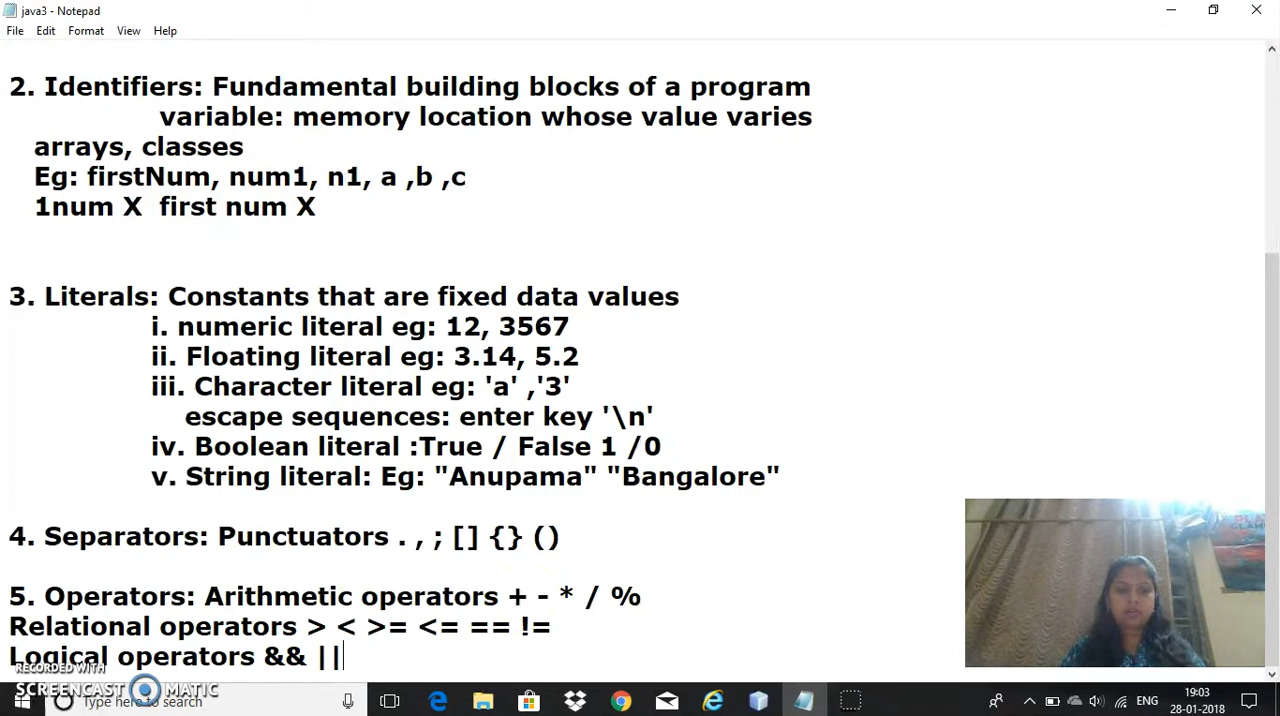 java3 - Notepad
File Edit Format View Help
2. Identifiers: Fundamental building blocks of a program
variable: memory location whose value varies
arrays, classes
Eg: firstNum, num1, n1, a ,b ,c
1num X  first num X
3. Literals: Constants that are fixed data values
i. numeric literal eg: 12, 3567
ii. Floating literal eg: 3.14, 5.2
iii. Character literal eg: 'a' ,'3'
escape sequences: enter key '\n'
iv. Boolean literal :True / False 1 /0
v. String literal: Eg: "Anupama" "Bangalore"
4. Separators: Punctuators . , ; [] {} ()
5. Operators: Arithmetic operators + - * / %
Relational operators > < >= <= == !=
Logical operators && ||
RECORDED WITH
SCREENCAST MATIC
Type here to search
ENG
19:03
28-01-2018